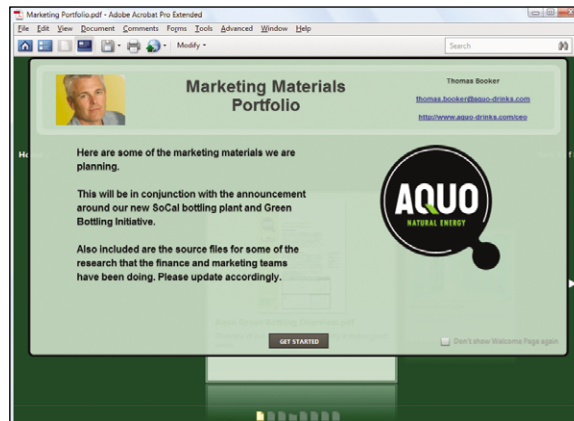 Marketing Portfolio.pdf - Adobe Acrobat Pro Extended
File Edit View Document Comments Forms Tools Advanced Window Help
Modify
Search
Marketing Materials
Portfolio
Thomas Booker
thomas.booker@aquo-drinks.com
http://www.aquo-drinks.com/ceo
Here are some of the marketing materials we are
planning.
This will be in conjunction with the announcement
around our new SoCal bottling plant and Green
Bottling Initiative.
Also included are the source files for some of the
research that the finance and marketing teams
have been doing. Please update accordingly.
AQUO
NATURAL ENERGY
GET STARTED
Don't show Welcome Page again